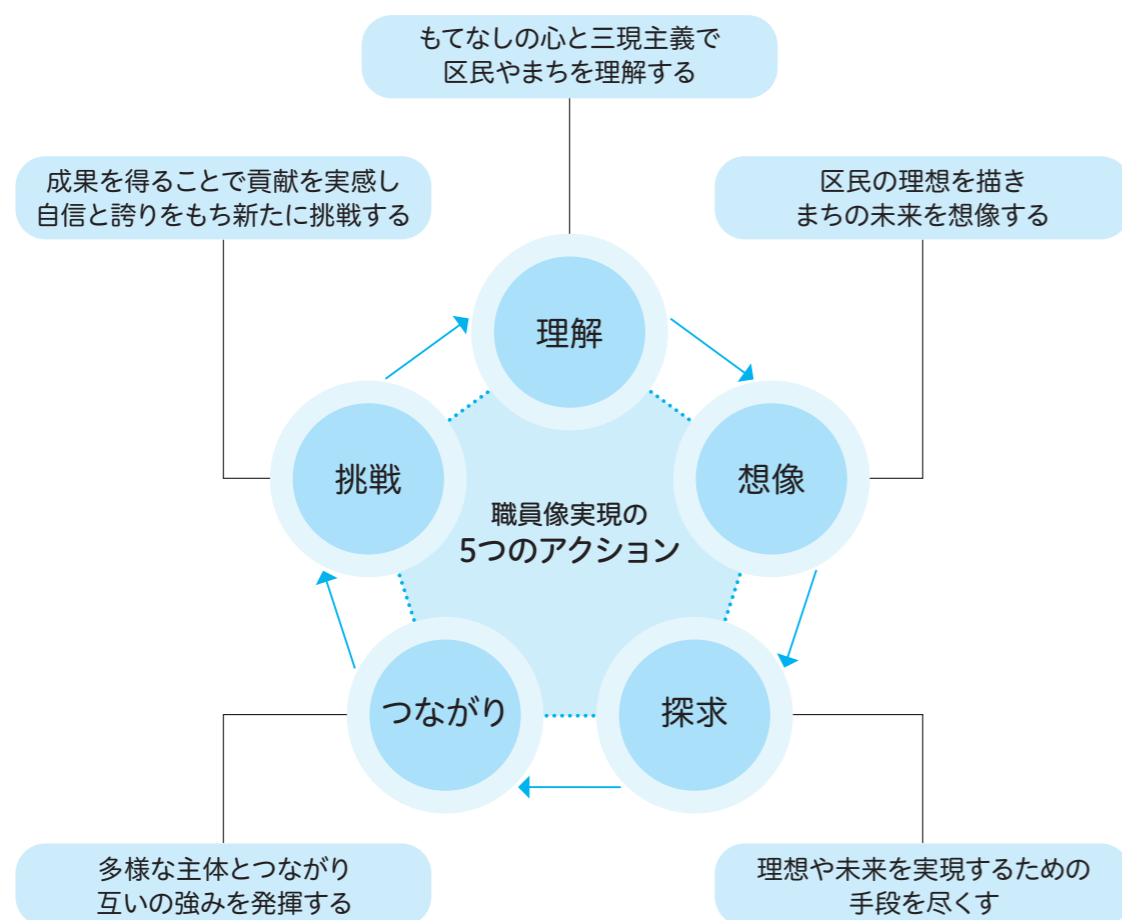 もてなしの心と三現主義で
区民やまちを理解する
成果を得ることで貢献を実感し
自信と誇りをもち新たに挑戦する
区民の理想を描き
まちの未来を想像する
理解
挑戦
想像
職員像実現の
5つのアクション
つながり
探求
多様な主体とつながり
互いの強みを発揮する
理想や未来を実現するための
手段を尽くす